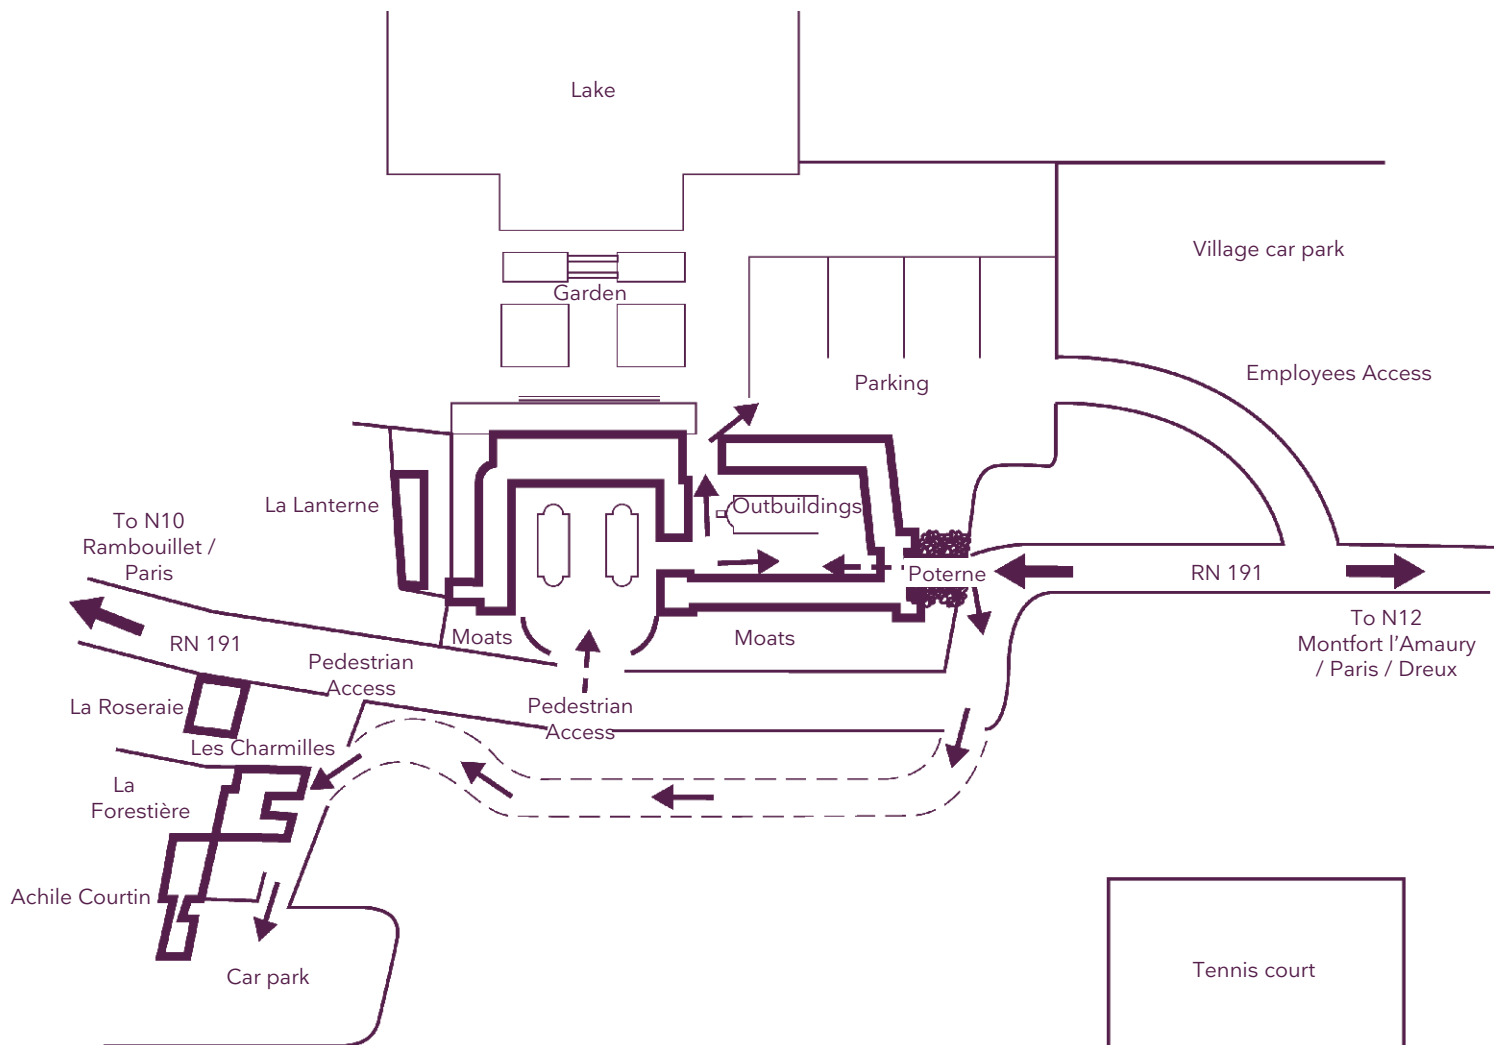 Lake
Village car park
Garden
Employees Access
Parking
La Lanterne
Outbuildings
To N10
Rambouillet /
Paris
Poterne
RN 191
To N12
Montfort l'Amaury
/ Paris / Dreux
Moats
Moats
RN 191
Pedestrian
Access
La Roseraie
Pedestrian
Access
Les Charmilles
La
Forestière
Achile Courtin
Car park
Tennis court